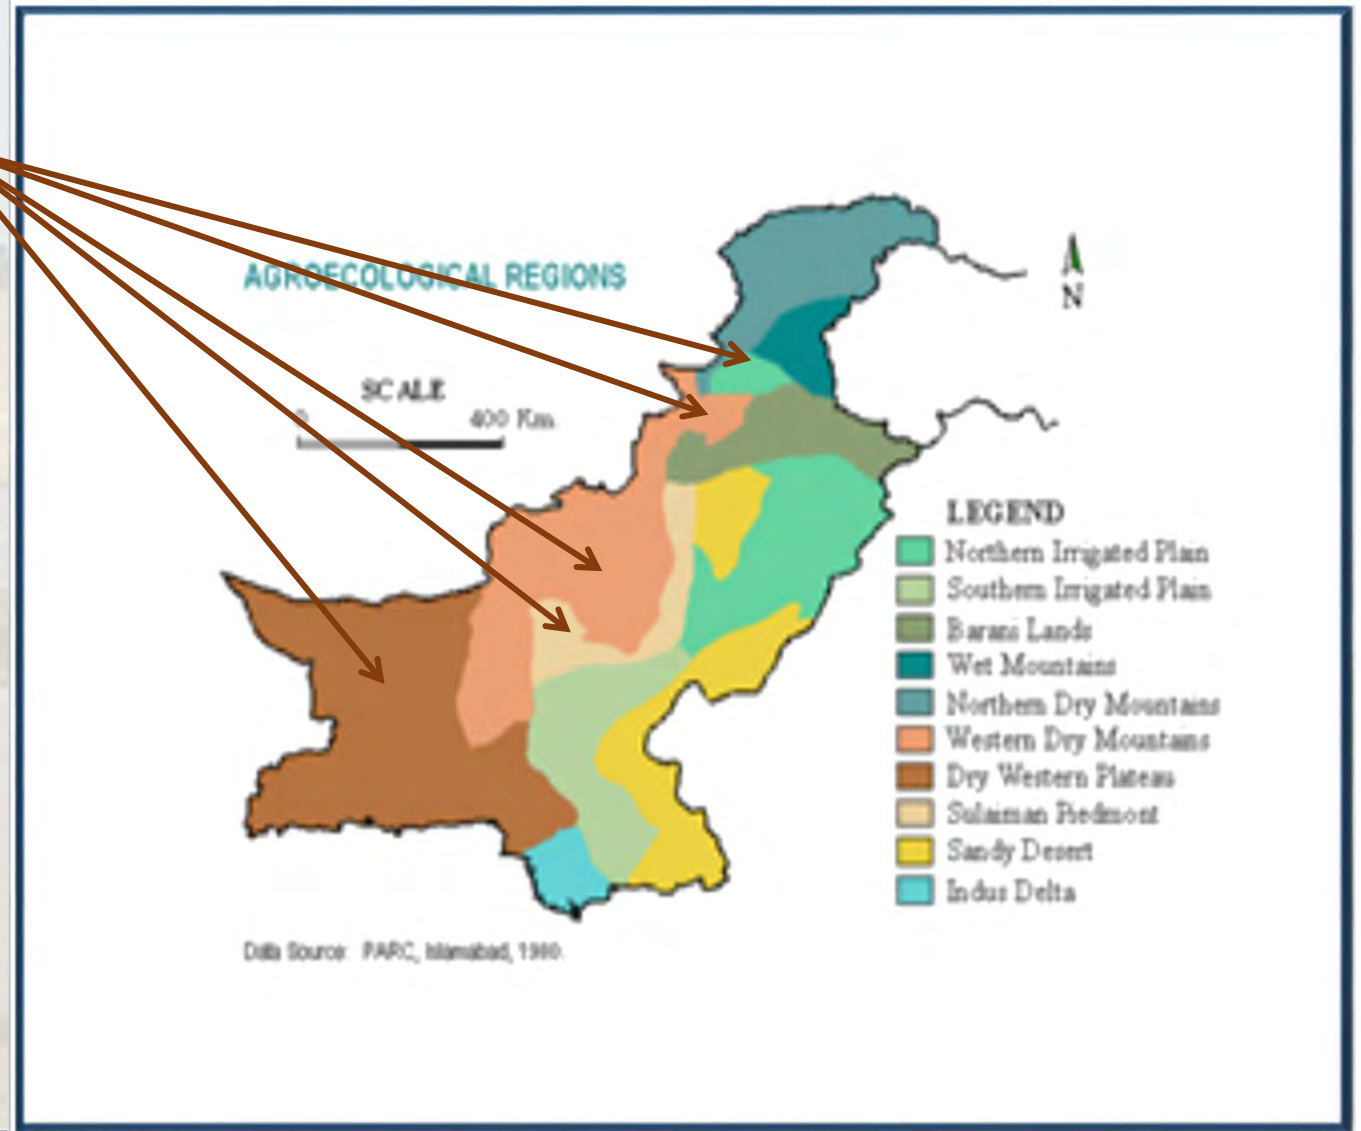 AGROECOLOGICAL REGIONS
N
SCALE
0 400 Km.
LEGEND
Northern Irrigated Plain
Southern Irrigated Plain
Barani Lands
Wet Mountains
Northern Dry Mountains
Western Dry Mountains
Dry Western Plateau
Sulaiman Piedmont
Sandy Desert
Indus Delta
Data Source: PARC, Islamabad, 1980.